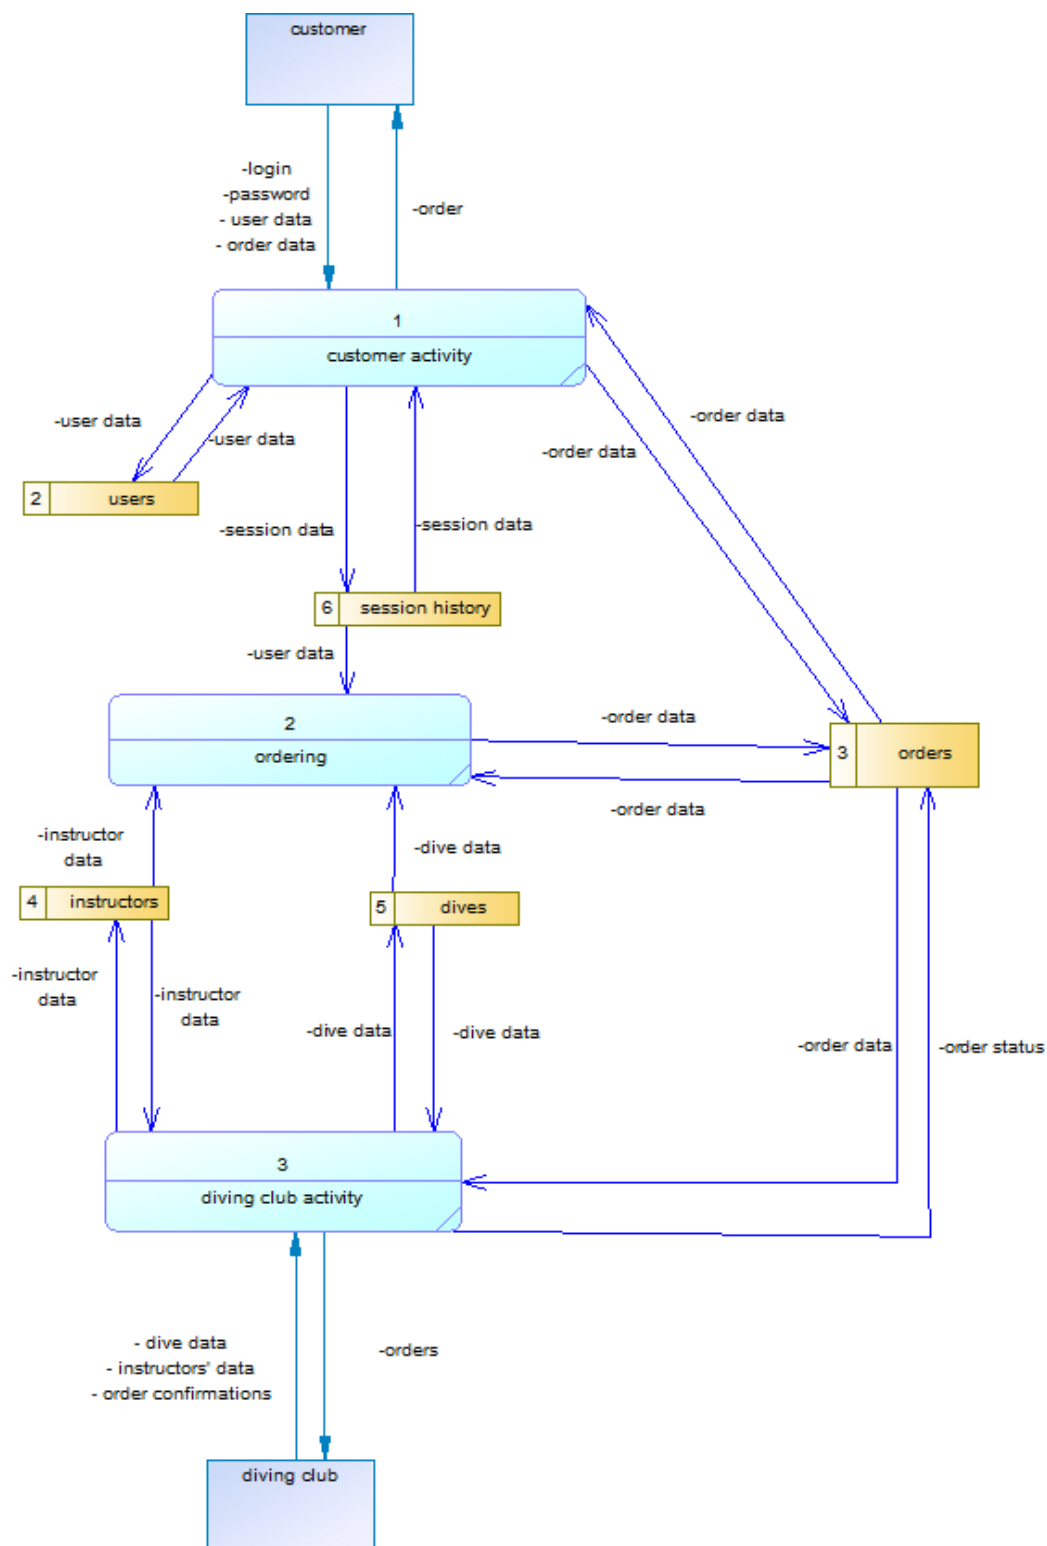 customer
-login
-password
- user data
- order data
-order
1
customer activity
-user data
-user data
-order data
-order data
2
users
-session data
-session data
6
session history
-user data
2
ordering
-order data
3
orders
-order data
-instructor
data
-dive data
4
instructors
5
dives
-instructor
data
-instructor
data
-dive data
-dive data
-order data
-order status
3
diving club activity
- dive data
- instructors' data
- order confirmations
-orders
diving club